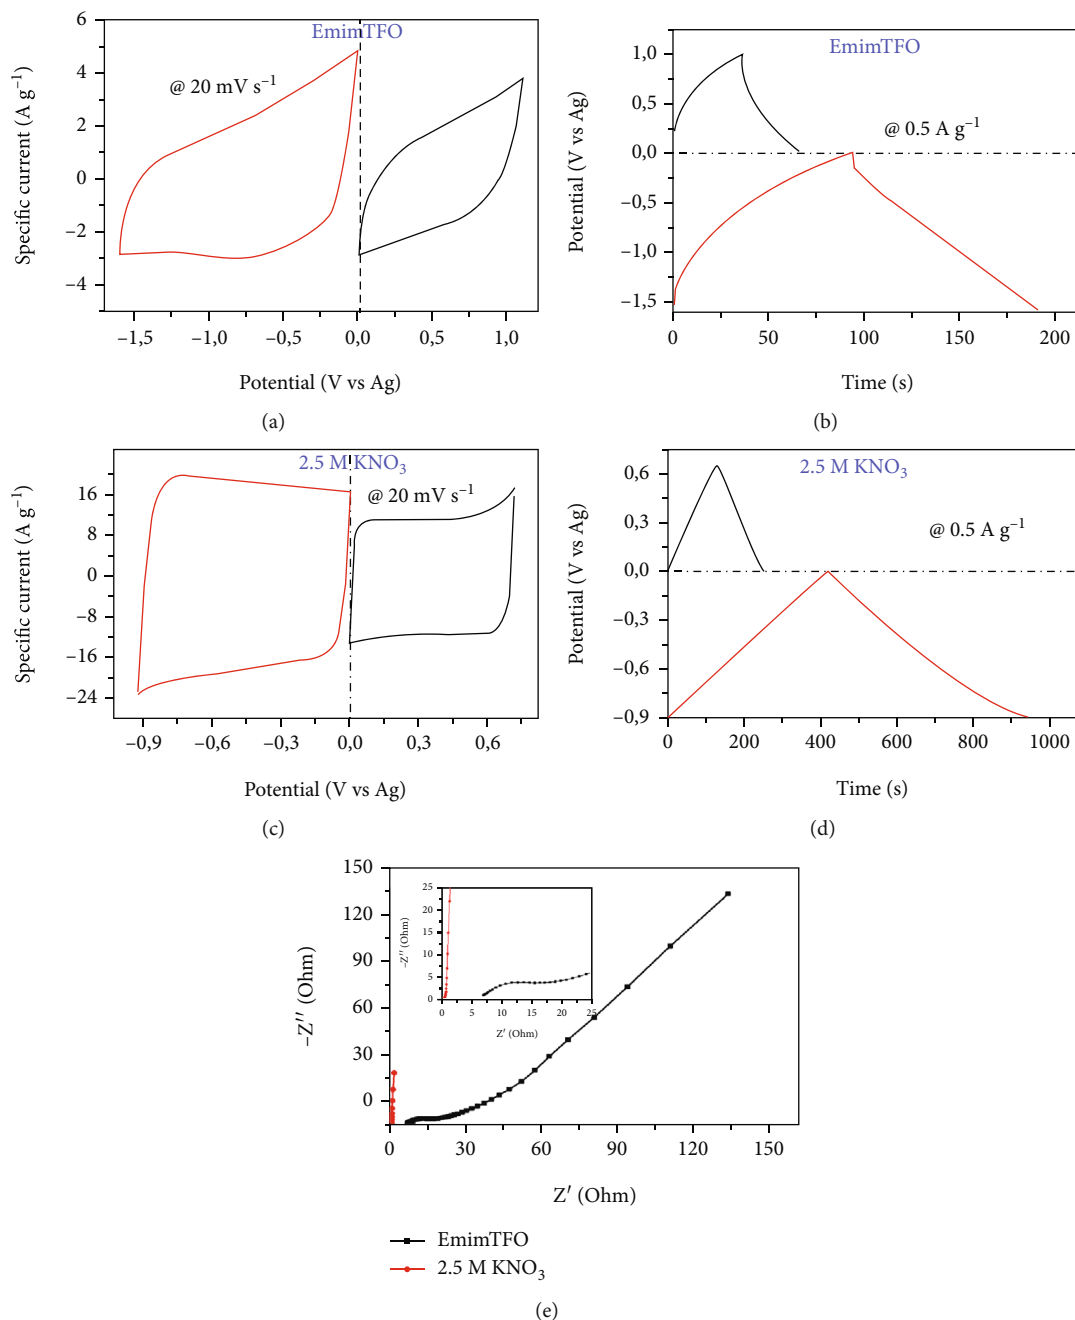 EmimTFO
@ 20 mV s⁻¹
Specific current (A g⁻¹)
6
4
2
0
−2
−4
−1,5
−1,0
−0,5
0,0
0,5
1,0
Potential (V vs Ag)
(a)
EmimTFO
@ 0.5 A g⁻¹
Potential (V vs Ag)
1,0
0,5
0,0
−0,5
−1,0
−1,5
0
50
100
150
200
Time (s)
(b)
2.5 M KNO₃
@ 20 mV s⁻¹
Specific current (A g⁻¹)
16
8
0
−8
−16
−24
−0,9
−0,6
−0,3
0,0
0,3
0,6
Potential (V vs Ag)
(c)
2.5 M KNO₃
@ 0.5 A g⁻¹
Potential (V vs Ag)
0,6
0,3
0,0
−0,3
−0,6
−0,9
0
200
400
600
800
1000
Time (s)
(d)
−Z′′ (Ohm)
150
120
90
60
30
0
0
30
60
90
120
150
Z′ (Ohm)
−Z′′ (Ohm)
25
20
15
10
5
0
0
5
10
15
20
25
Z′ (Ohm)
EmimTFO
2.5 M KNO₃
(e)